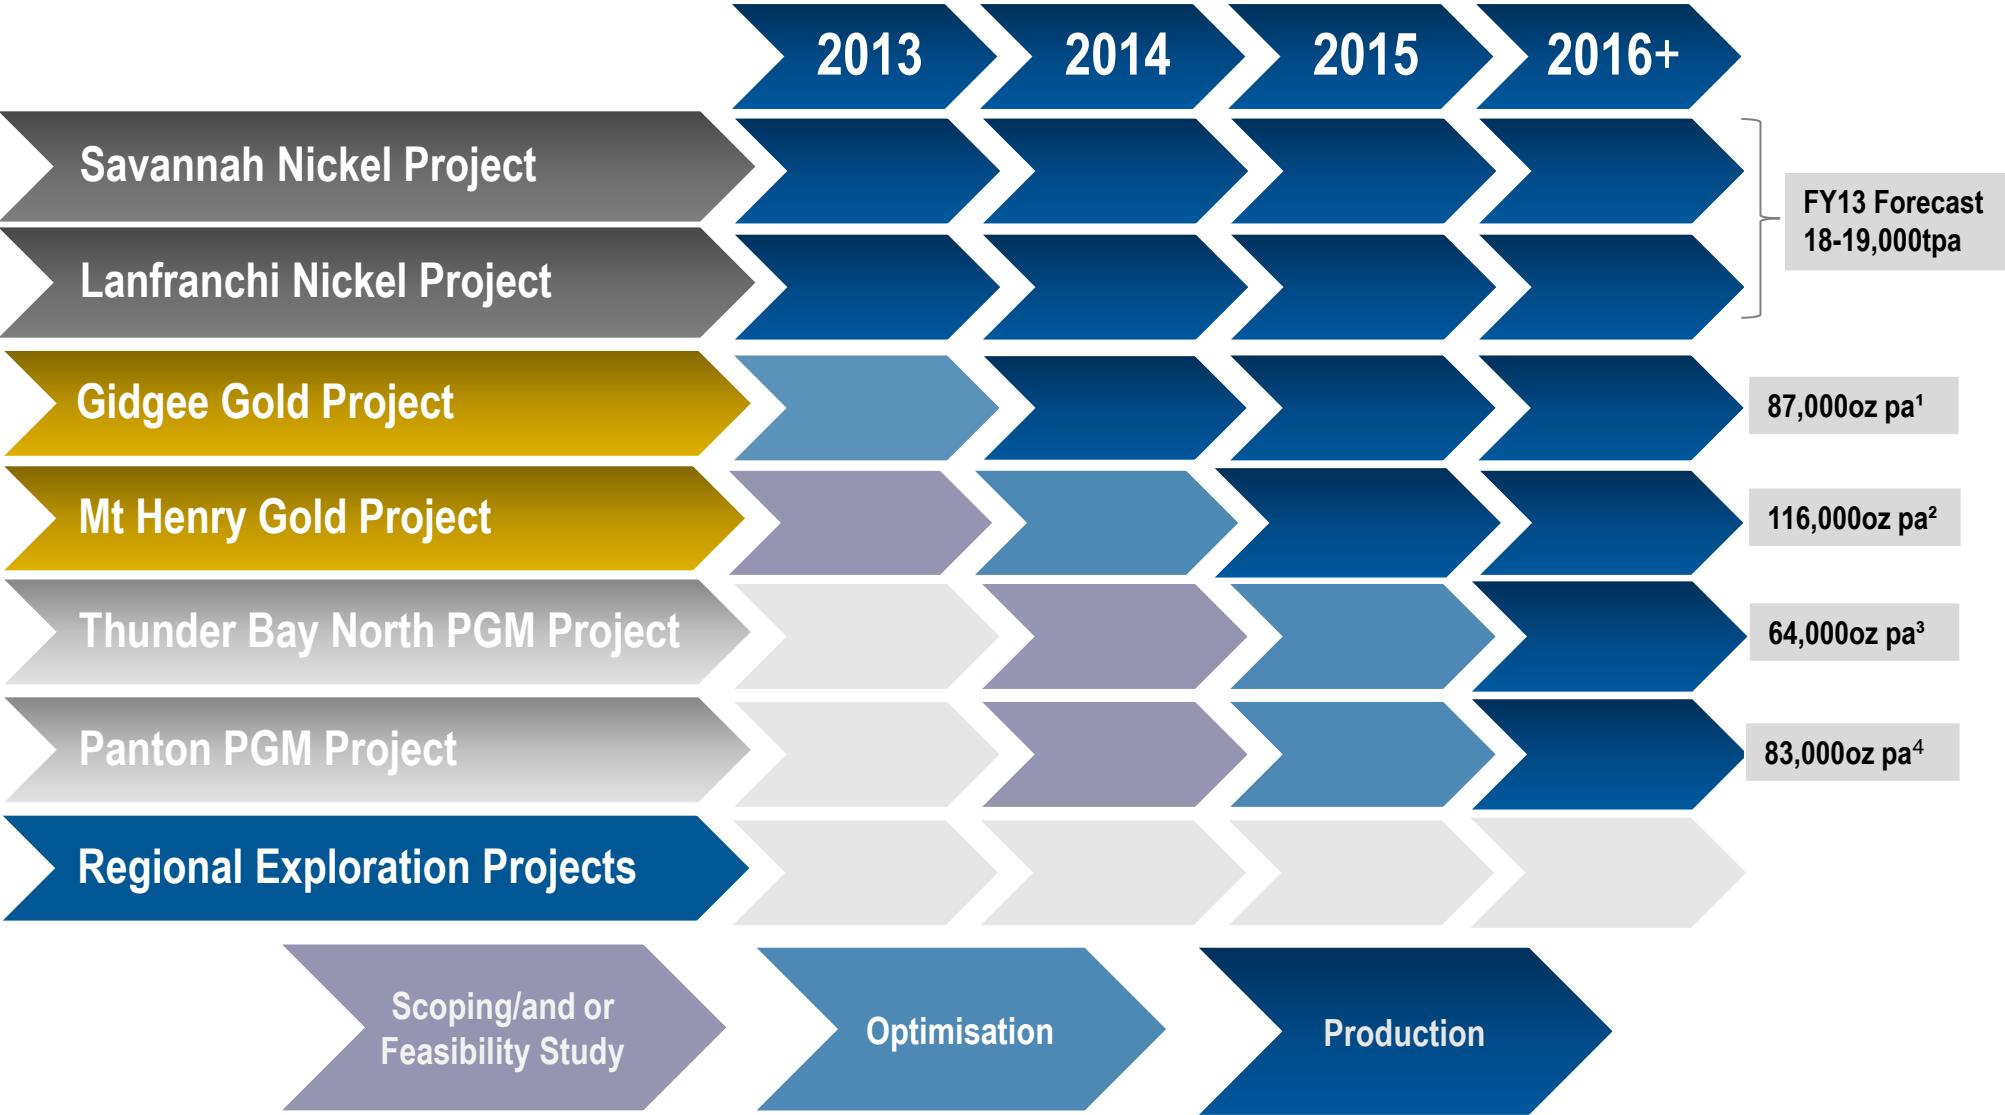 2013 2014 2015 2016+
Savannah Nickel Project
FY13 Forecast
18-19,000tpa
Lanfranchi Nickel Project
Gidgee Gold Project
87,000oz pa¹
Mt Henry Gold Project
116,000oz pa²
Thunder Bay North PGM Project
64,000oz pa³
Panton PGM Project
83,000oz pa⁴
Regional Exploration Projects
Scoping/and or
Feasibility Study
Optimisation
Production